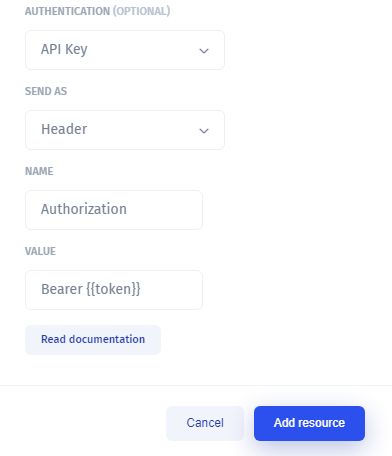 AUTHENTICATION (OPTIONAL)
API Key
SEND AS
Header
NAME
Authorization
VALUE
Bearer {{token}}
Read documentation
Cancel Add resource